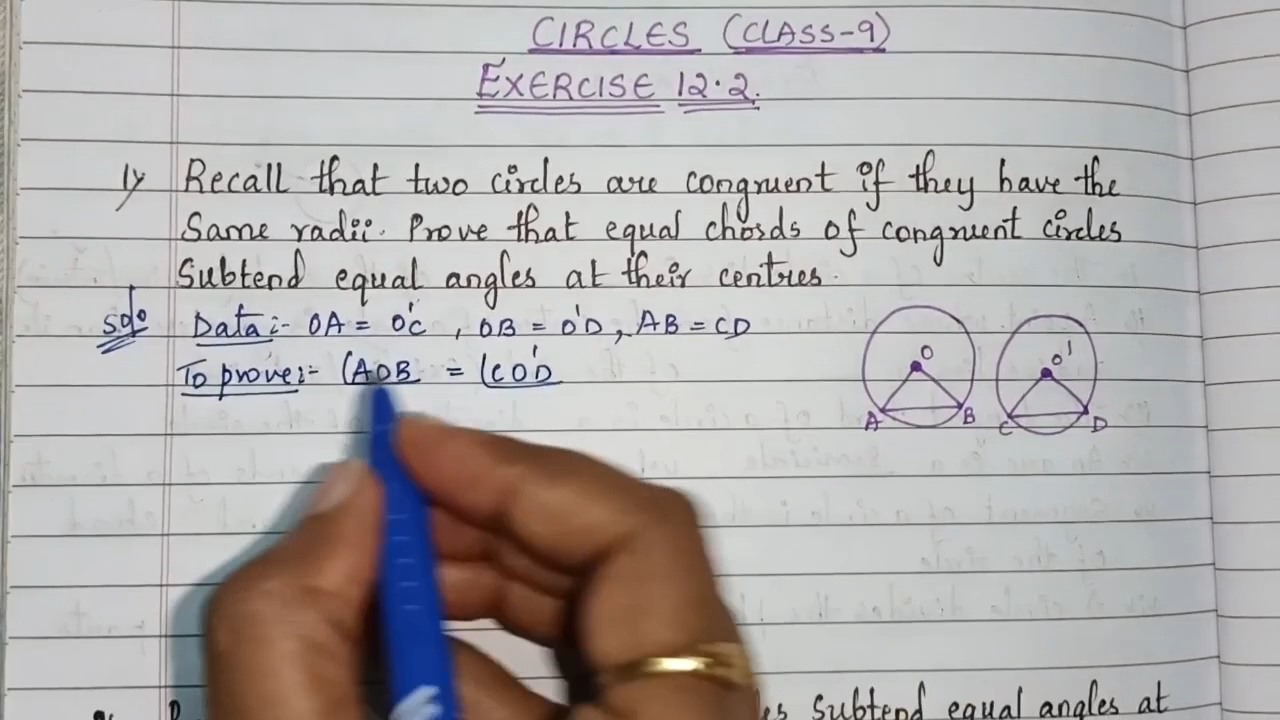 CIRCLES (CLASS-9)
EXERCISE 12.2.
1) Recall that two circles are congruent if they have the
Same radii. Prove that equal chords of congruent circles
Subtend equal angles at their centres.
Soln Data:- OA = O'C , OB = O'D, AB = CD
To prove:- ∠AOB = ∠CO'D
O
O'
A
B
C
D
Subtend equal angles at